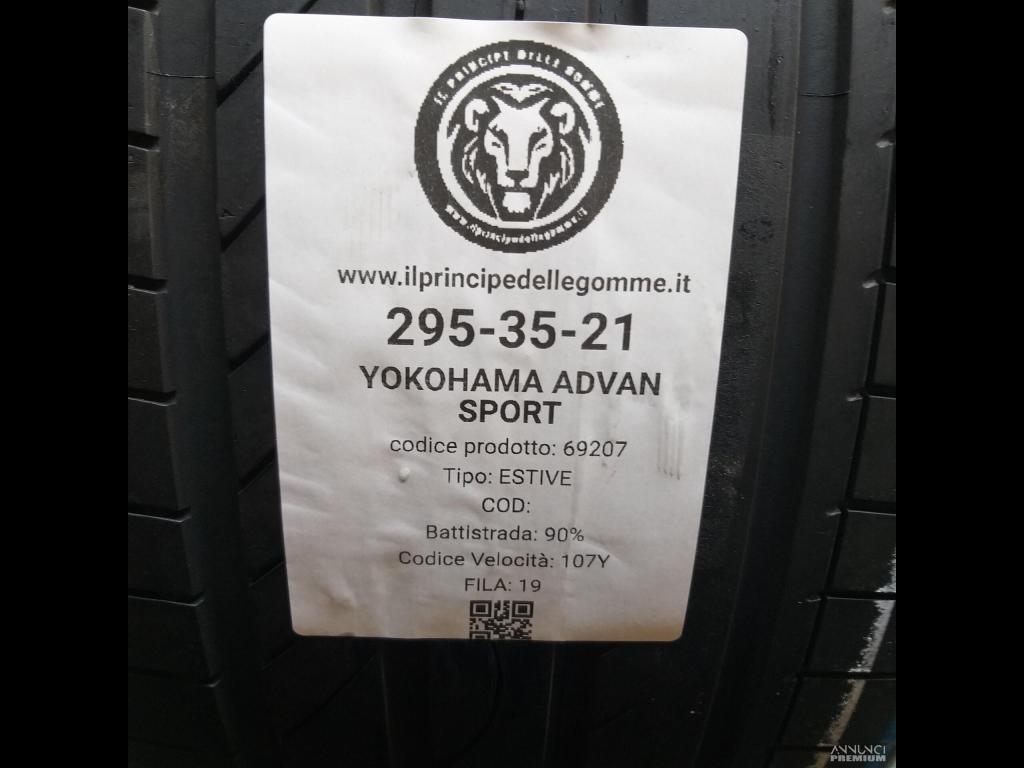 IL PRINCIPE DELLE GOMME
www.ilprincipedellegomme.it
www.ilprincipedellegomme.it
295-35-21
YOKOHAMA ADVAN
SPORT
codice prodotto: 69207
Tipo: ESTIVE
COD:
Battistrada: 90%
Codice Velocità: 107Y
FILA: 19
ANNUNCI
PREMIUM